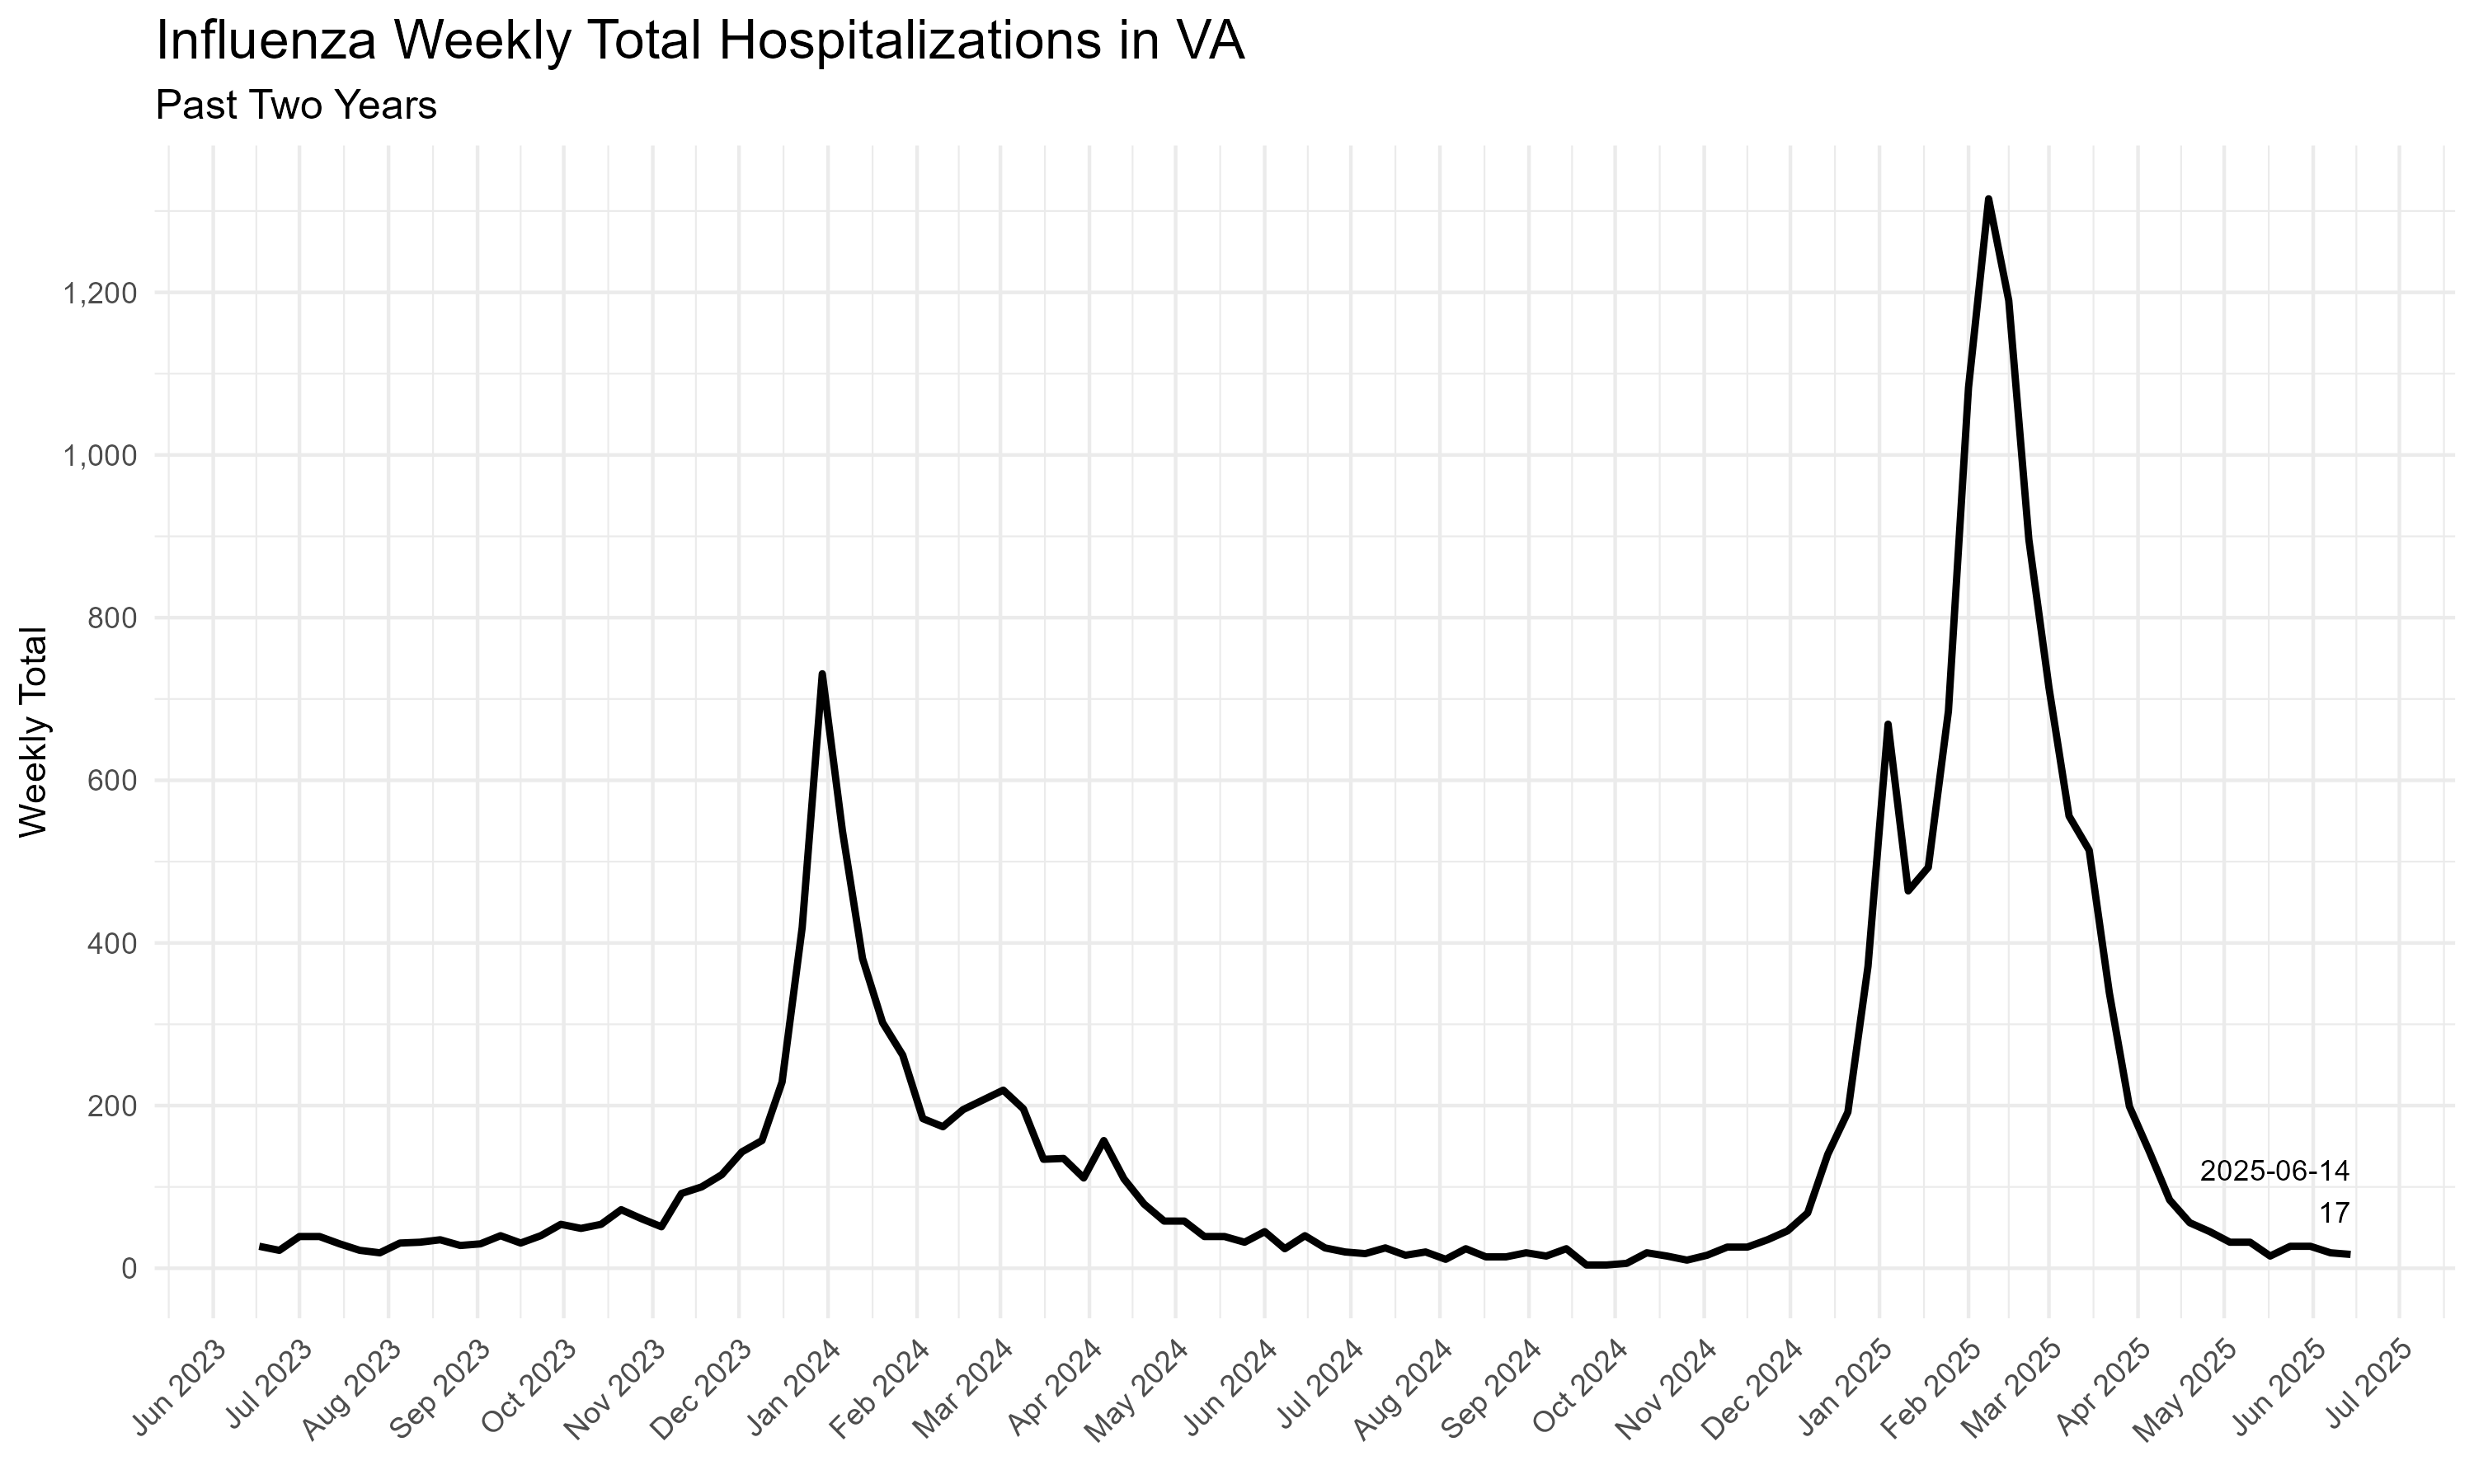 Influenza Weekly Total Hospitalizations in VA
Past Two Years
Weekly Total
1,200
1,000
800
600
400
200
0
2025-06-14
17
Jun 2023
Jul 2023
Aug 2023
Sep 2023
Oct 2023
Nov 2023
Dec 2023
Jan 2024
Feb 2024
Mar 2024
Apr 2024
May 2024
Jun 2024
Jul 2024
Aug 2024
Sep 2024
Oct 2024
Nov 2024
Dec 2024
Jan 2025
Feb 2025
Mar 2025
Apr 2025
May 2025
Jun 2025
Jul 2025